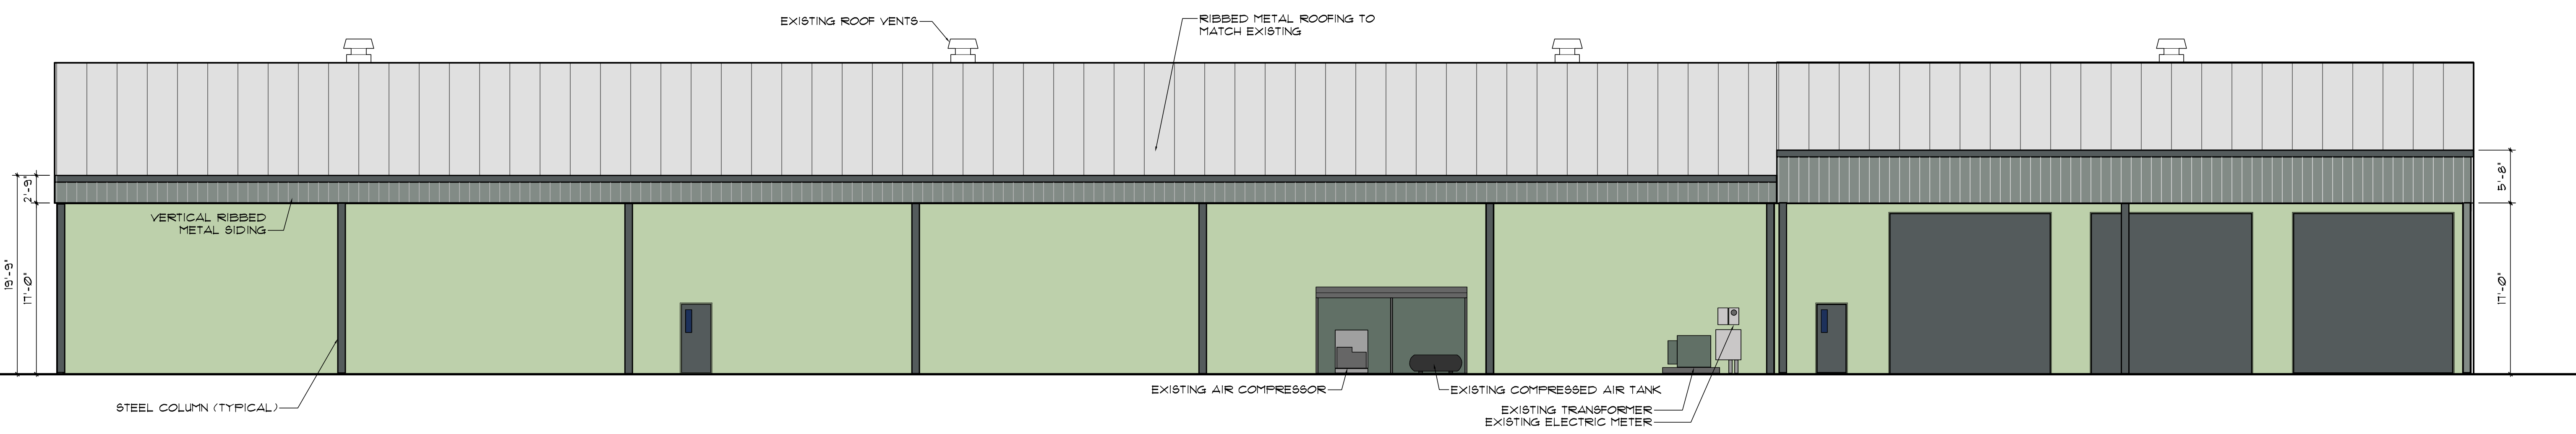 EXISTING ROOF VENTS
RIBBED METAL ROOFING TO
MATCH EXISTING
2'-9"
19'-9"
17'-0"
VERTICAL RIBBED
METAL SIDING
5'-8"
17'-0"
STEEL COLUMN (TYPICAL)
EXISTING AIR COMPRESSOR
EXISTING COMPRESSED AIR TANK
EXISTING TRANSFORMER
EXISTING ELECTRIC METER